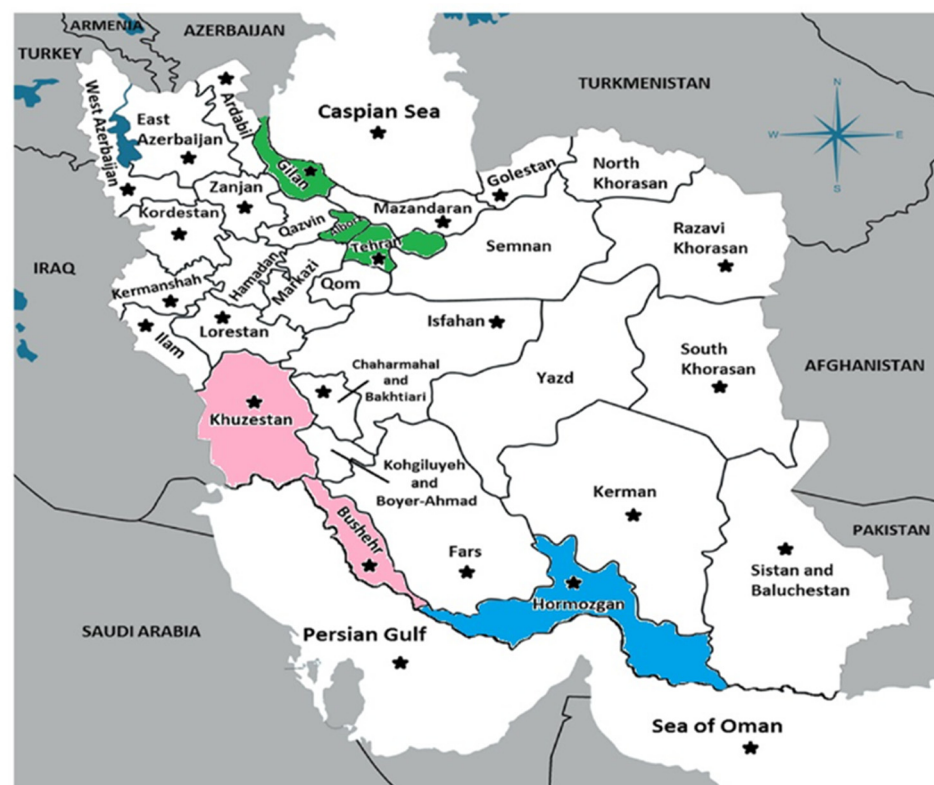 ARMENIA
AZERBAIJAN
TURKEY
TURKMENISTAN
N
W
E
S
West Azerbaijan
East
Azerbaijan
Ardabil
Caspian Sea
Gilan
Golestan
North
Khorasan
Zanjan
Mazandaran
Kordestan
Qazvin
Alborz
Tehran
Semnan
Razavi
Khorasan
IRAQ
Kermanshah
Hamadan
Markazi
Qom
Ilam
Lorestan
Isfahan
Chaharmahal
and
Bakhtiari
Yazd
South
Khorasan
AFGHANISTAN
Khuzestan
Kohgiluyeh
and
Boyer-Ahmad
Kerman
Bushehr
Fars
PAKISTAN
Sistan and
Baluchestan
Hormozgan
SAUDI ARABIA
Persian Gulf
Sea of Oman